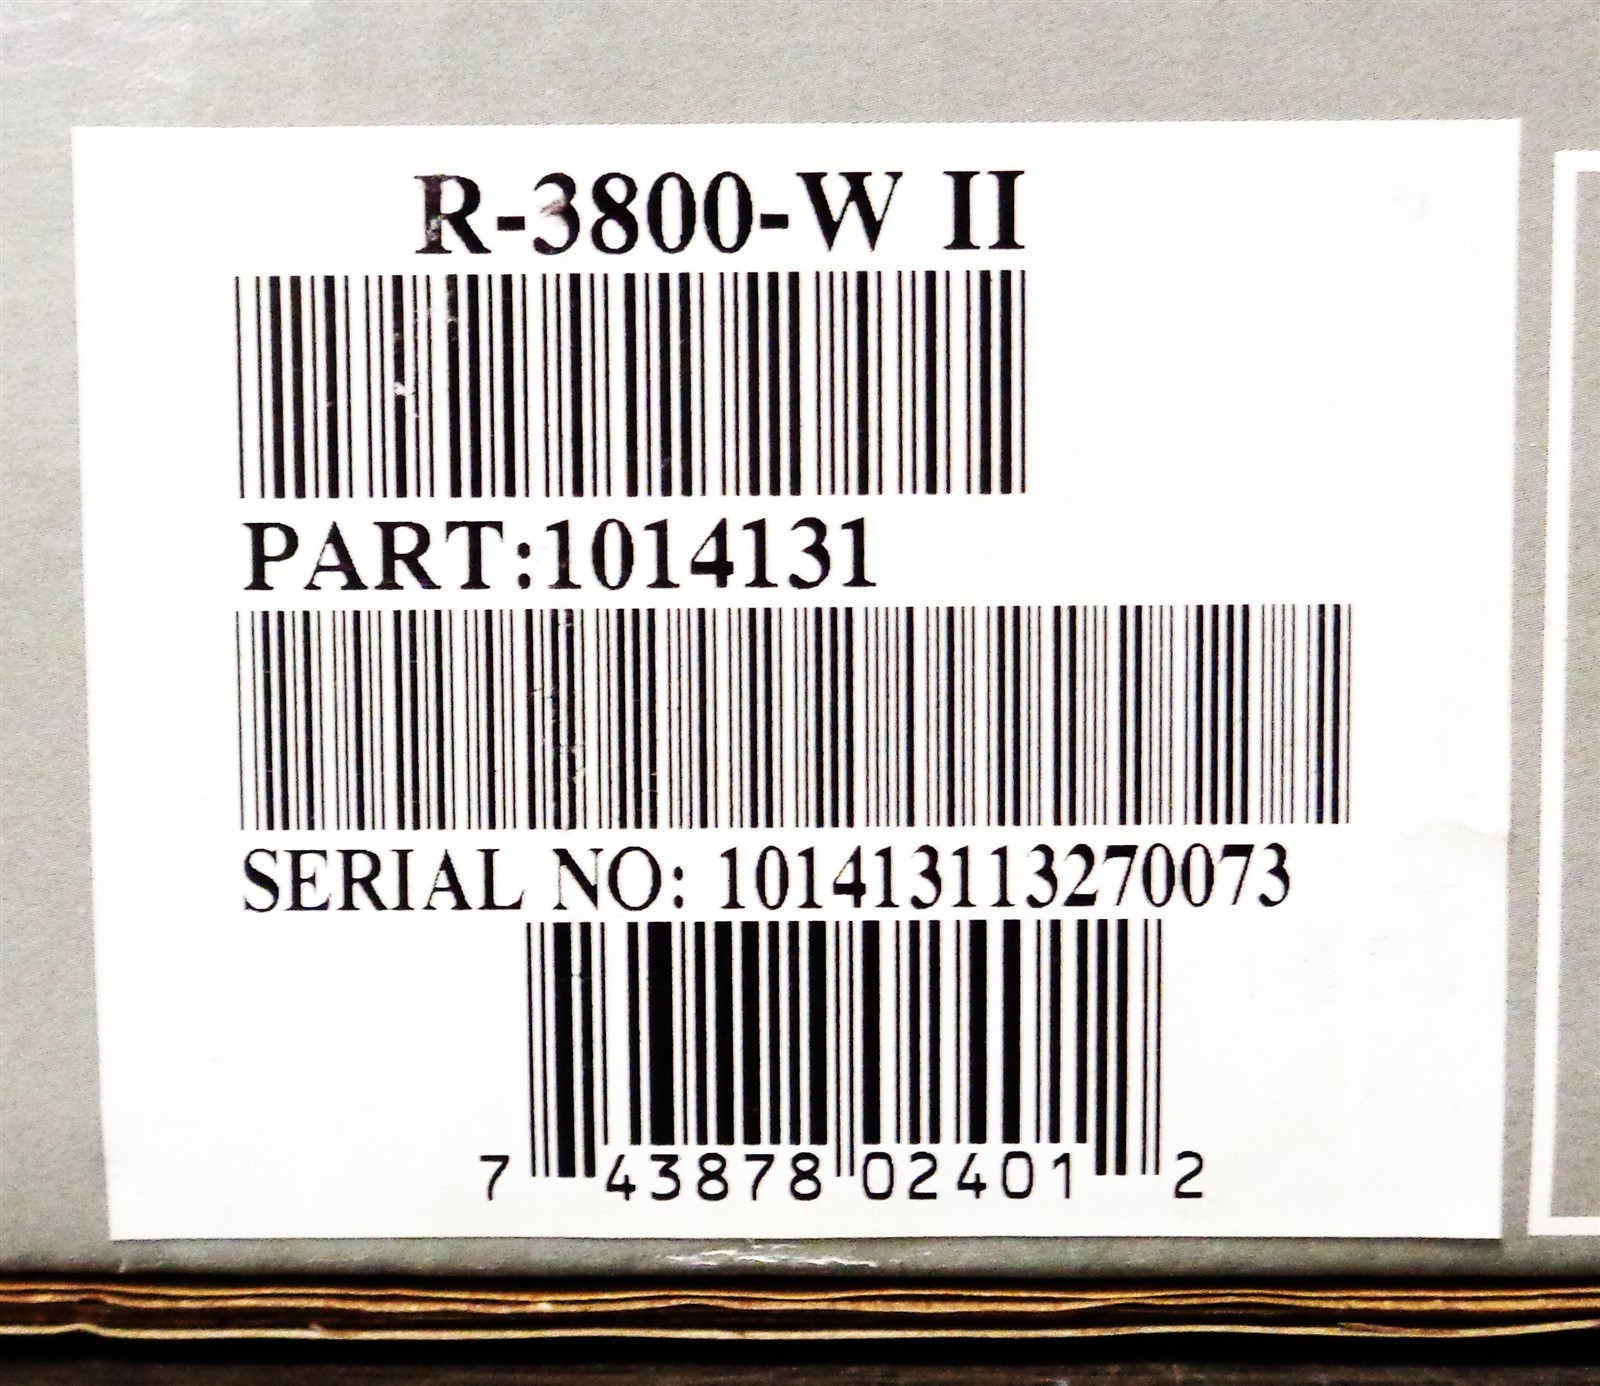 R-3800-W II
PART:1014131
SERIAL NO: 101413113270073
7 43878 02401 2